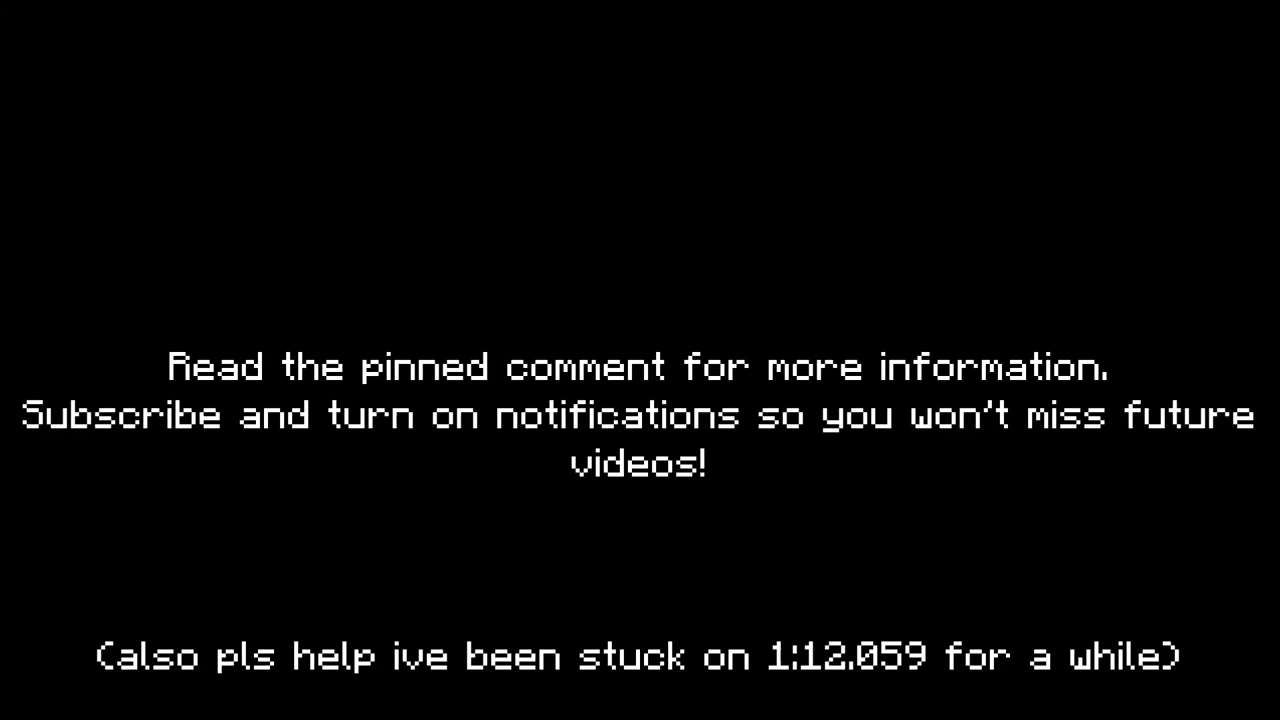 Read the pinned comment for more information.
Subscribe and turn on notifications so you won't miss future
videos!
(also pls help ive been stuck on 1:12.059 for a while)